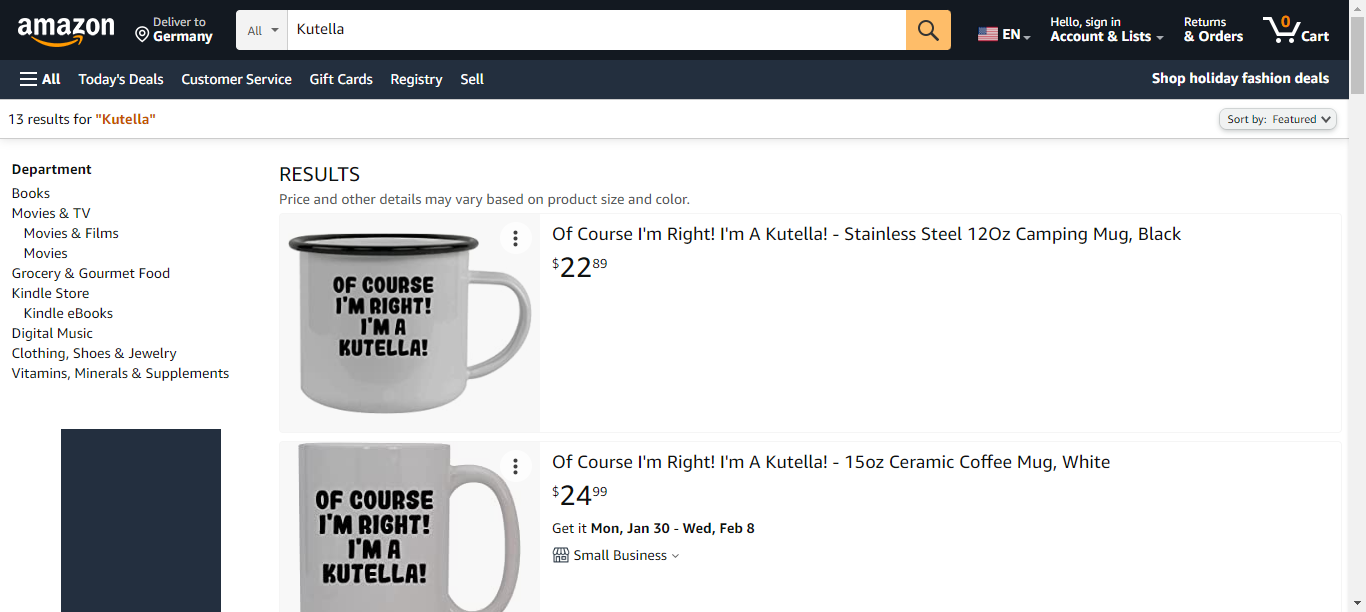 amazon
Deliver to
Germany
All
Kutella
EN
Hello, sign in
Account & Lists
Returns
& Orders
0
Cart
All
Today's Deals
Customer Service
Gift Cards
Registry
Sell
Shop holiday fashion deals
13 results for "Kutella"
Sort by: Featured
Department
Books
Movies & TV
Movies & Films
Movies
Grocery & Gourmet Food
Kindle Store
Kindle eBooks
Digital Music
Clothing, Shoes & Jewelry
Vitamins, Minerals & Supplements
RESULTS
Price and other details may vary based on product size and color.
OF COURSE
I'M RIGHT!
I'M A
KUTELLA!
Of Course I'm Right! I'm A Kutella! - Stainless Steel 12Oz Camping Mug, Black
$22 89
OF COURSE
I'M RIGHT!
I'M A
KUTELLA!
Of Course I'm Right! I'm A Kutella! - 15oz Ceramic Coffee Mug, White
$24 99
Get it Mon, Jan 30 - Wed, Feb 8
Small Business